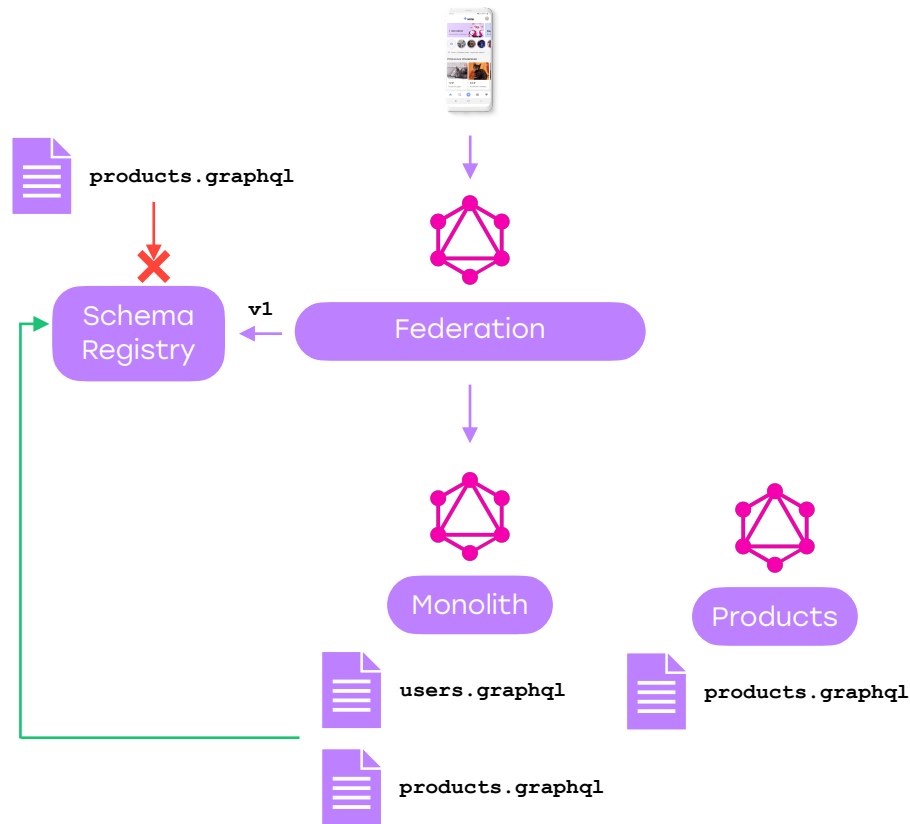 products.graphql
Schema
Registry
v1
Federation
Monolith
Products
users.graphql
products.graphql
products.graphql